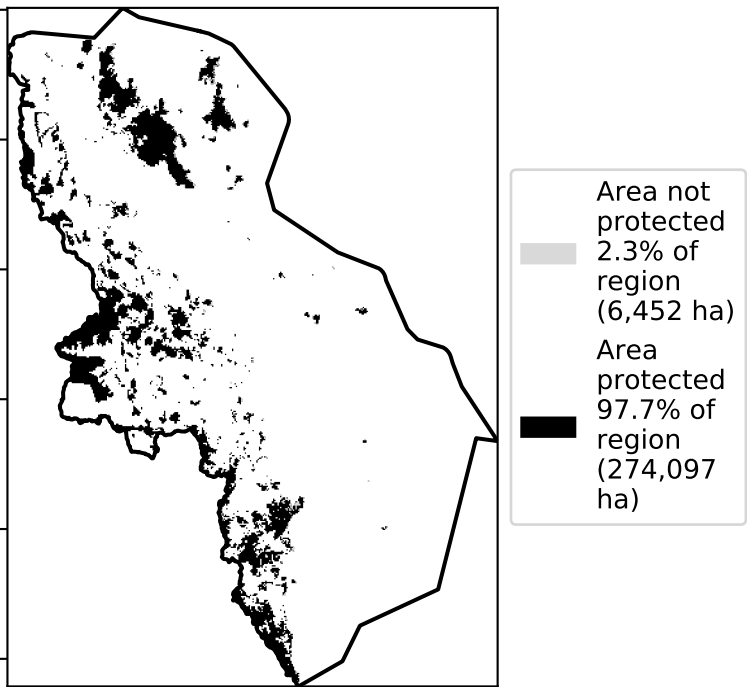 Area not
protected
2.3% of
region
(6,452 ha)
Area
protected
97.7% of
region
(274,097
ha)